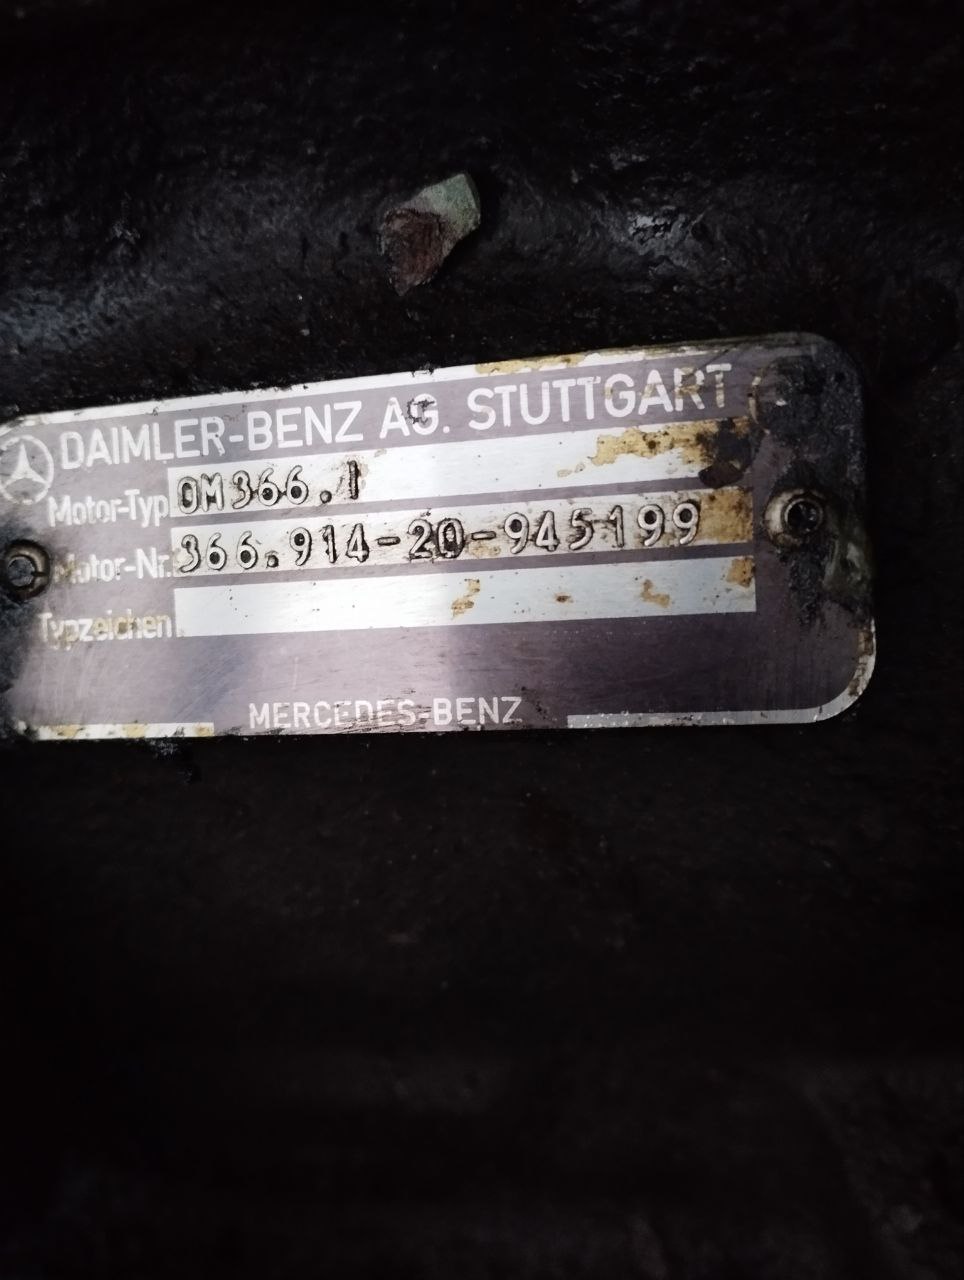 DAIMLER-BENZ AG. STUTTGART
Motor-Typ OM366.I
Motor-Nr. 366.914-20-945199
Typzeichen
MERCEDES-BENZ